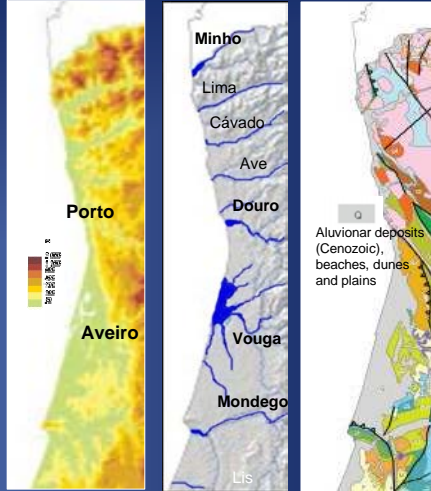 Porto
Aveiro
Minho
Lima
Cávado
Ave
Douro
Vouga
Mondego
Lis
Q
Aluvionar deposits
(Cenozoic),
beaches, dunes
and plains